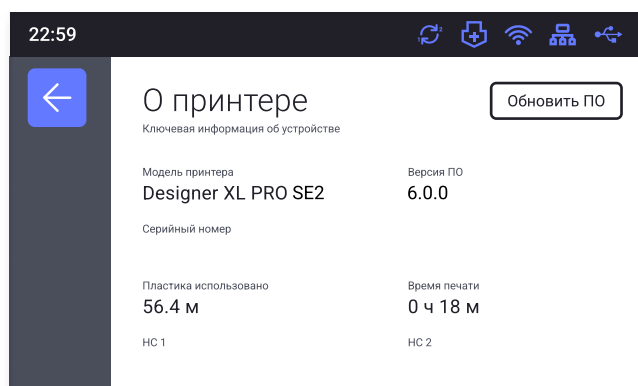 22:59
О принтере
Обновить ПО
Ключевая информация об устройстве
Модель принтера
Версия ПО
Designer XL PRO SE2
6.0.0
Серийный номер
Пластика использовано
Время печати
56.4 м
0 ч 18 м
НС 1
НС 2